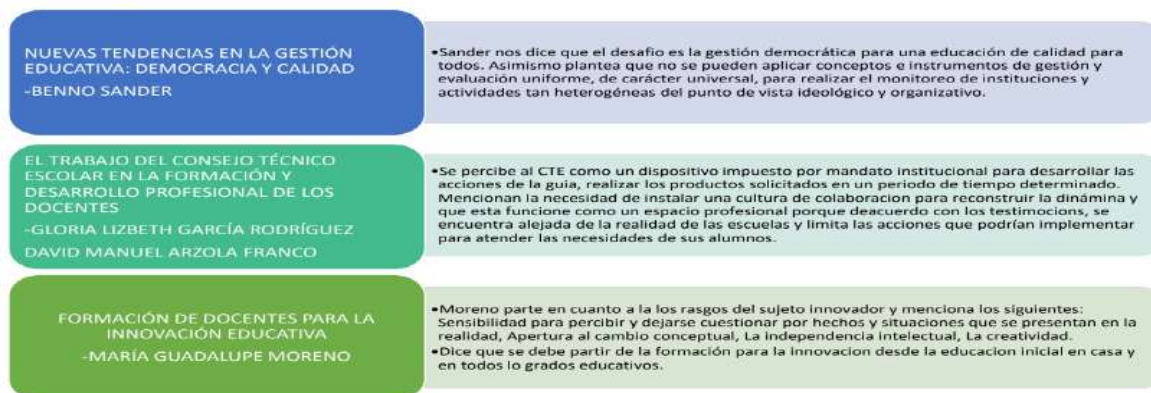 NUEVAS TENDENCIAS EN LA GESTIÓN
EDUCATIVA: DEMOCRACIA Y CALIDAD
-BENNO SANDER
•Sander nos dice que el desafio es la gestión democrática para una educación de calidad para
todos. Asimismo plantea que no se pueden aplicar conceptos e instrumentos de gestión y
evaluación uniforme, de carácter universal, para realizar el monitoreo de instituciones y
actividades tan heterogéneas del punto de vista ideológico y organizativo.
EL TRABAJO DEL CONSEJO TÉCNICO
ESCOLAR EN LA FORMACIÓN Y
DESARROLLO PROFESIONAL DE LOS
DOCENTES
-GLORIA LIZBETH GARCÍA RODRÍGUEZ
DAVID MANUEL ARZOLA FRANCO
•Se percibe al CTE como un dispositivo impuesto por mandato institucional para desarrollar las
acciones de la guía, realizar los productos solicitados en un periodo de tiempo determinado.
Mencionan la necesidad de instalar una cultura de colaboracion para reconstruir la dinámina y
que esta funcione como un espacio profesional porque deacuerdo con los testimocions, se
encuentra alejada de la realidad de las escuelas y limita las acciones que podrían implementar
para atender las necesidades de sus alumnos.
FORMACIÓN DE DOCENTES PARA LA
INNOVACIÓN EDUCATIVA
-MARÍA GUADALUPE MORENO
•Moreno parte en cuanto a la los rasgos del sujeto innovador y menciona los siguientes:
Sensibilidad para percibir y dejarse cuestionar por hechos y situaciones que se presentan en la
realidad, Apertura al cambio conceptual, La independencia intelectual, La creatividad.
•Dice que se debe partir de la formación para la innovacion desde la educacion inicial en casa y
en todos lo grados educativos.